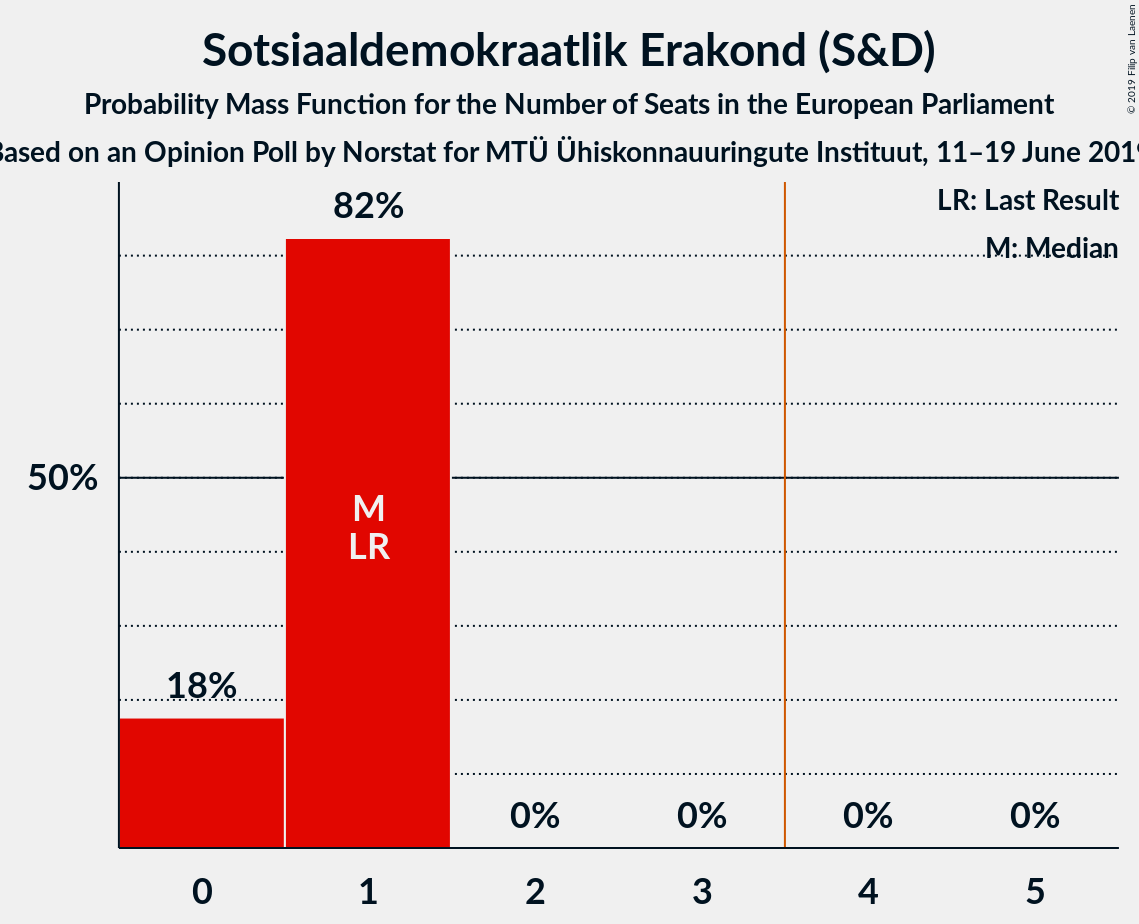 Sotsiaaldemokraatlik Erakond (S&D)
Probability Mass Function for the Number of Seats in the European Parliament
Based on an Opinion Poll by Norstat for MTÜ Ühiskonnauuringute Instituut, 11–19 June 2019
© 2019 Filip van Laenen
LR: Last Result
M: Median
82%
50%
M
LR
18%
0% 0% 0% 0%
0 1 2 3 4 5